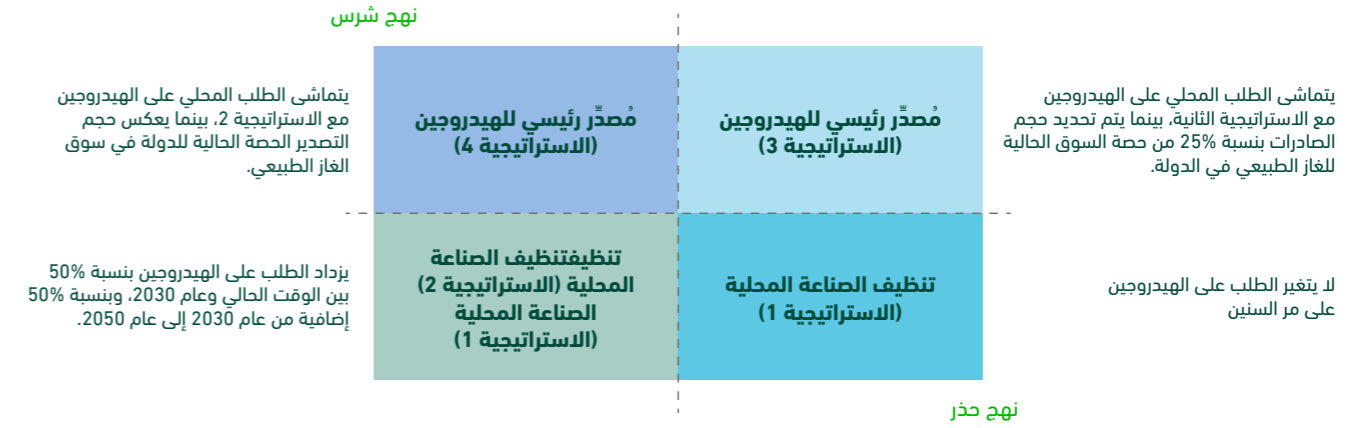 نهج شرس
يتماشى الطلب المحلي على الهيدروجين
مع الاستراتيجية الثانية، بينما يتم تحديد حجم
الصادرات بنسبة 25% من حصة السوق الحالية
للغاز الطبيعي في الدولة.
مُصدِّر رئيسي للهيدروجين
(الاستراتيجية 3)
مُصدِّر رئيسي للهيدروجين
(الاستراتيجية 4)
يتماشى الطلب المحلي على الهيدروجين
مع الاستراتيجية 2، بينما يعكس حجم
التصدير الحصة الحالية للدولة في سوق
الغاز الطبيعي.
لا يتغير الطلب على الهيدروجين
على مر السنين
تنظيف الصناعة المحلية
(الاستراتيجية 1)
تنظيفتنظيف الصناعة
المحلية (الاستراتيجية 2)
الصناعة المحلية
(الاستراتيجية 1)
يزداد الطلب على الهيدروجين بنسبة 50%
بين الوقت الحالي وعام 2030، وبنسبة 50%
إضافية من عام 2030 إلى عام 2050.
نهج حذر